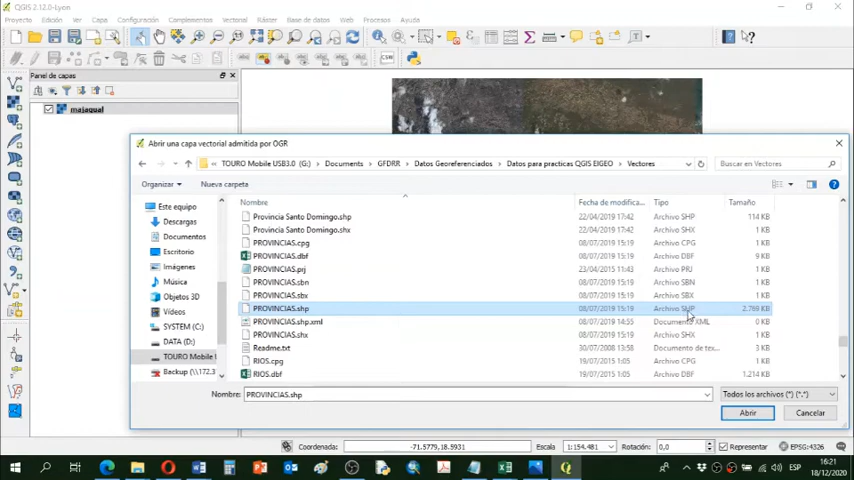 QGIS 2.12.0-Lyon
Proyecto Edición Ver Capa Configuración Complementos Vectorial Ráster Base de datos Web Procesos Ayuda
CSW
Panel de capas
majagual
Abrir una capa vectorial admitida por OGR
« TOURO Mobile USB3.0 (G:) › Documents › GFDRR › Datos Georeferenciados › Datos para practicas QGIS EIGEO › Vectores
Buscar en Vectores
Organizar Nueva carpeta
Este equipo
Descargas
Documentos
Escritorio
Imágenes
Música
Objetos 3D
Vídeos
SYSTEM (C:)
DATA (D:)
TOURO Mobile U
Backup (\\172.3
Nombre Fecha de modifica... Tipo Tamaño
Provincia Santo Domingo.shp 22/04/2019 17:42 Archivo SHP 114 KB
Provincia Santo Domingo.shx 22/04/2019 17:42 Archivo SHX 1 KB
PROVINCIAS.cpg 08/07/2019 15:19 Archivo CPG 1 KB
PROVINCIAS.dbf 08/07/2019 15:19 Archivo DBF 9 KB
PROVINCIAS.prj 23/04/2015 11:43 Archivo PRJ 1 KB
PROVINCIAS.sbn 08/07/2019 15:19 Archivo SBN 1 KB
PROVINCIAS.sbx 08/07/2019 15:19 Archivo SBX 1 KB
PROVINCIAS.shp 08/07/2019 15:19 Archivo SHP 2.769 KB
PROVINCIAS.shp.xml 08/07/2019 14:55 Documento XML 0 KB
PROVINCIAS.shx 08/07/2019 15:19 Archivo SHX 1 KB
Readme.txt 30/07/2008 13:58 Documento de tex... 3 KB
RIOS.cpg 19/07/2015 1:05 Archivo CPG 1 KB
RIOS.dbf 19/07/2015 1:05 Archivo DBF 1.214 KB
Nombre: PROVINCIAS.shp Todos los archivos (*) (*.*)
Abrir Cancelar
Coordenada: -71.5779,18.5931 Escala 1:154.481 Rotación: 0,0 Representar EPSG:4326
ESP
16:21
18/12/2020